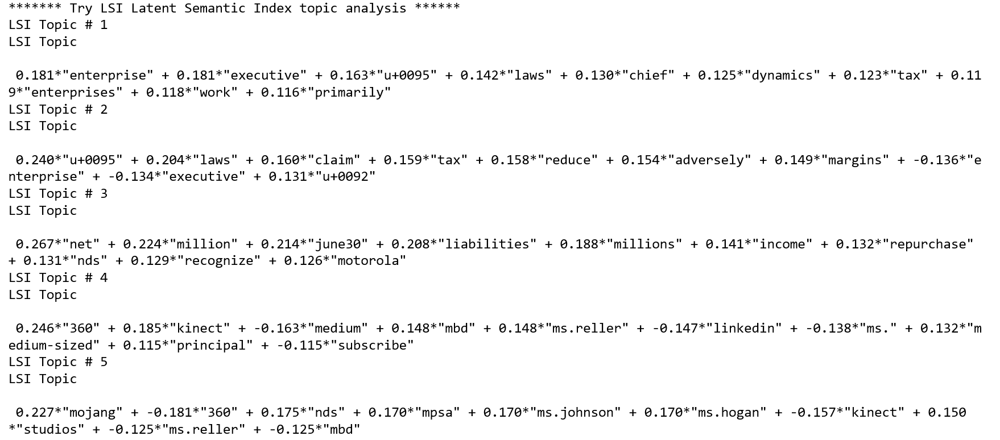 ******* Try LSI Latent Semantic Index topic analysis ******
LSI Topic # 1
LSI Topic
0.181*"enterprise" + 0.181*"executive" + 0.163*"u+0095" + 0.142*"laws" + 0.130*"chief" + 0.125*"dynamics" + 0.123*"tax" + 0.11
9*"enterprises" + 0.118*"work" + 0.116*"primarily"
LSI Topic # 2
LSI Topic
0.240*"u+0095" + 0.204*"laws" + 0.160*"claim" + 0.159*"tax" + 0.158*"reduce" + 0.154*"adversely" + 0.149*"margins" + -0.136*"e
nterprise" + -0.134*"executive" + 0.131*"u+0092"
LSI Topic # 3
LSI Topic
0.267*"net" + 0.224*"million" + 0.214*"june30" + 0.208*"liabilities" + 0.188*"millions" + 0.141*"income" + 0.132*"repurchase"
+ 0.131*"nds" + 0.129*"recognize" + 0.126*"motorola"
LSI Topic # 4
LSI Topic
0.246*"360" + 0.185*"kinect" + -0.163*"medium" + 0.148*"mbd" + 0.148*"ms.reller" + -0.147*"linkedin" + -0.138*"ms." + 0.132*"m
edium-sized" + 0.115*"principal" + -0.115*"subscribe"
LSI Topic # 5
LSI Topic
0.227*"mojang" + -0.181*"360" + 0.175*"nds" + 0.170*"mpsa" + 0.170*"ms.johnson" + 0.170*"ms.hogan" + -0.157*"kinect" + 0.150
*"studios" + -0.125*"ms.reller" + -0.125*"mbd"